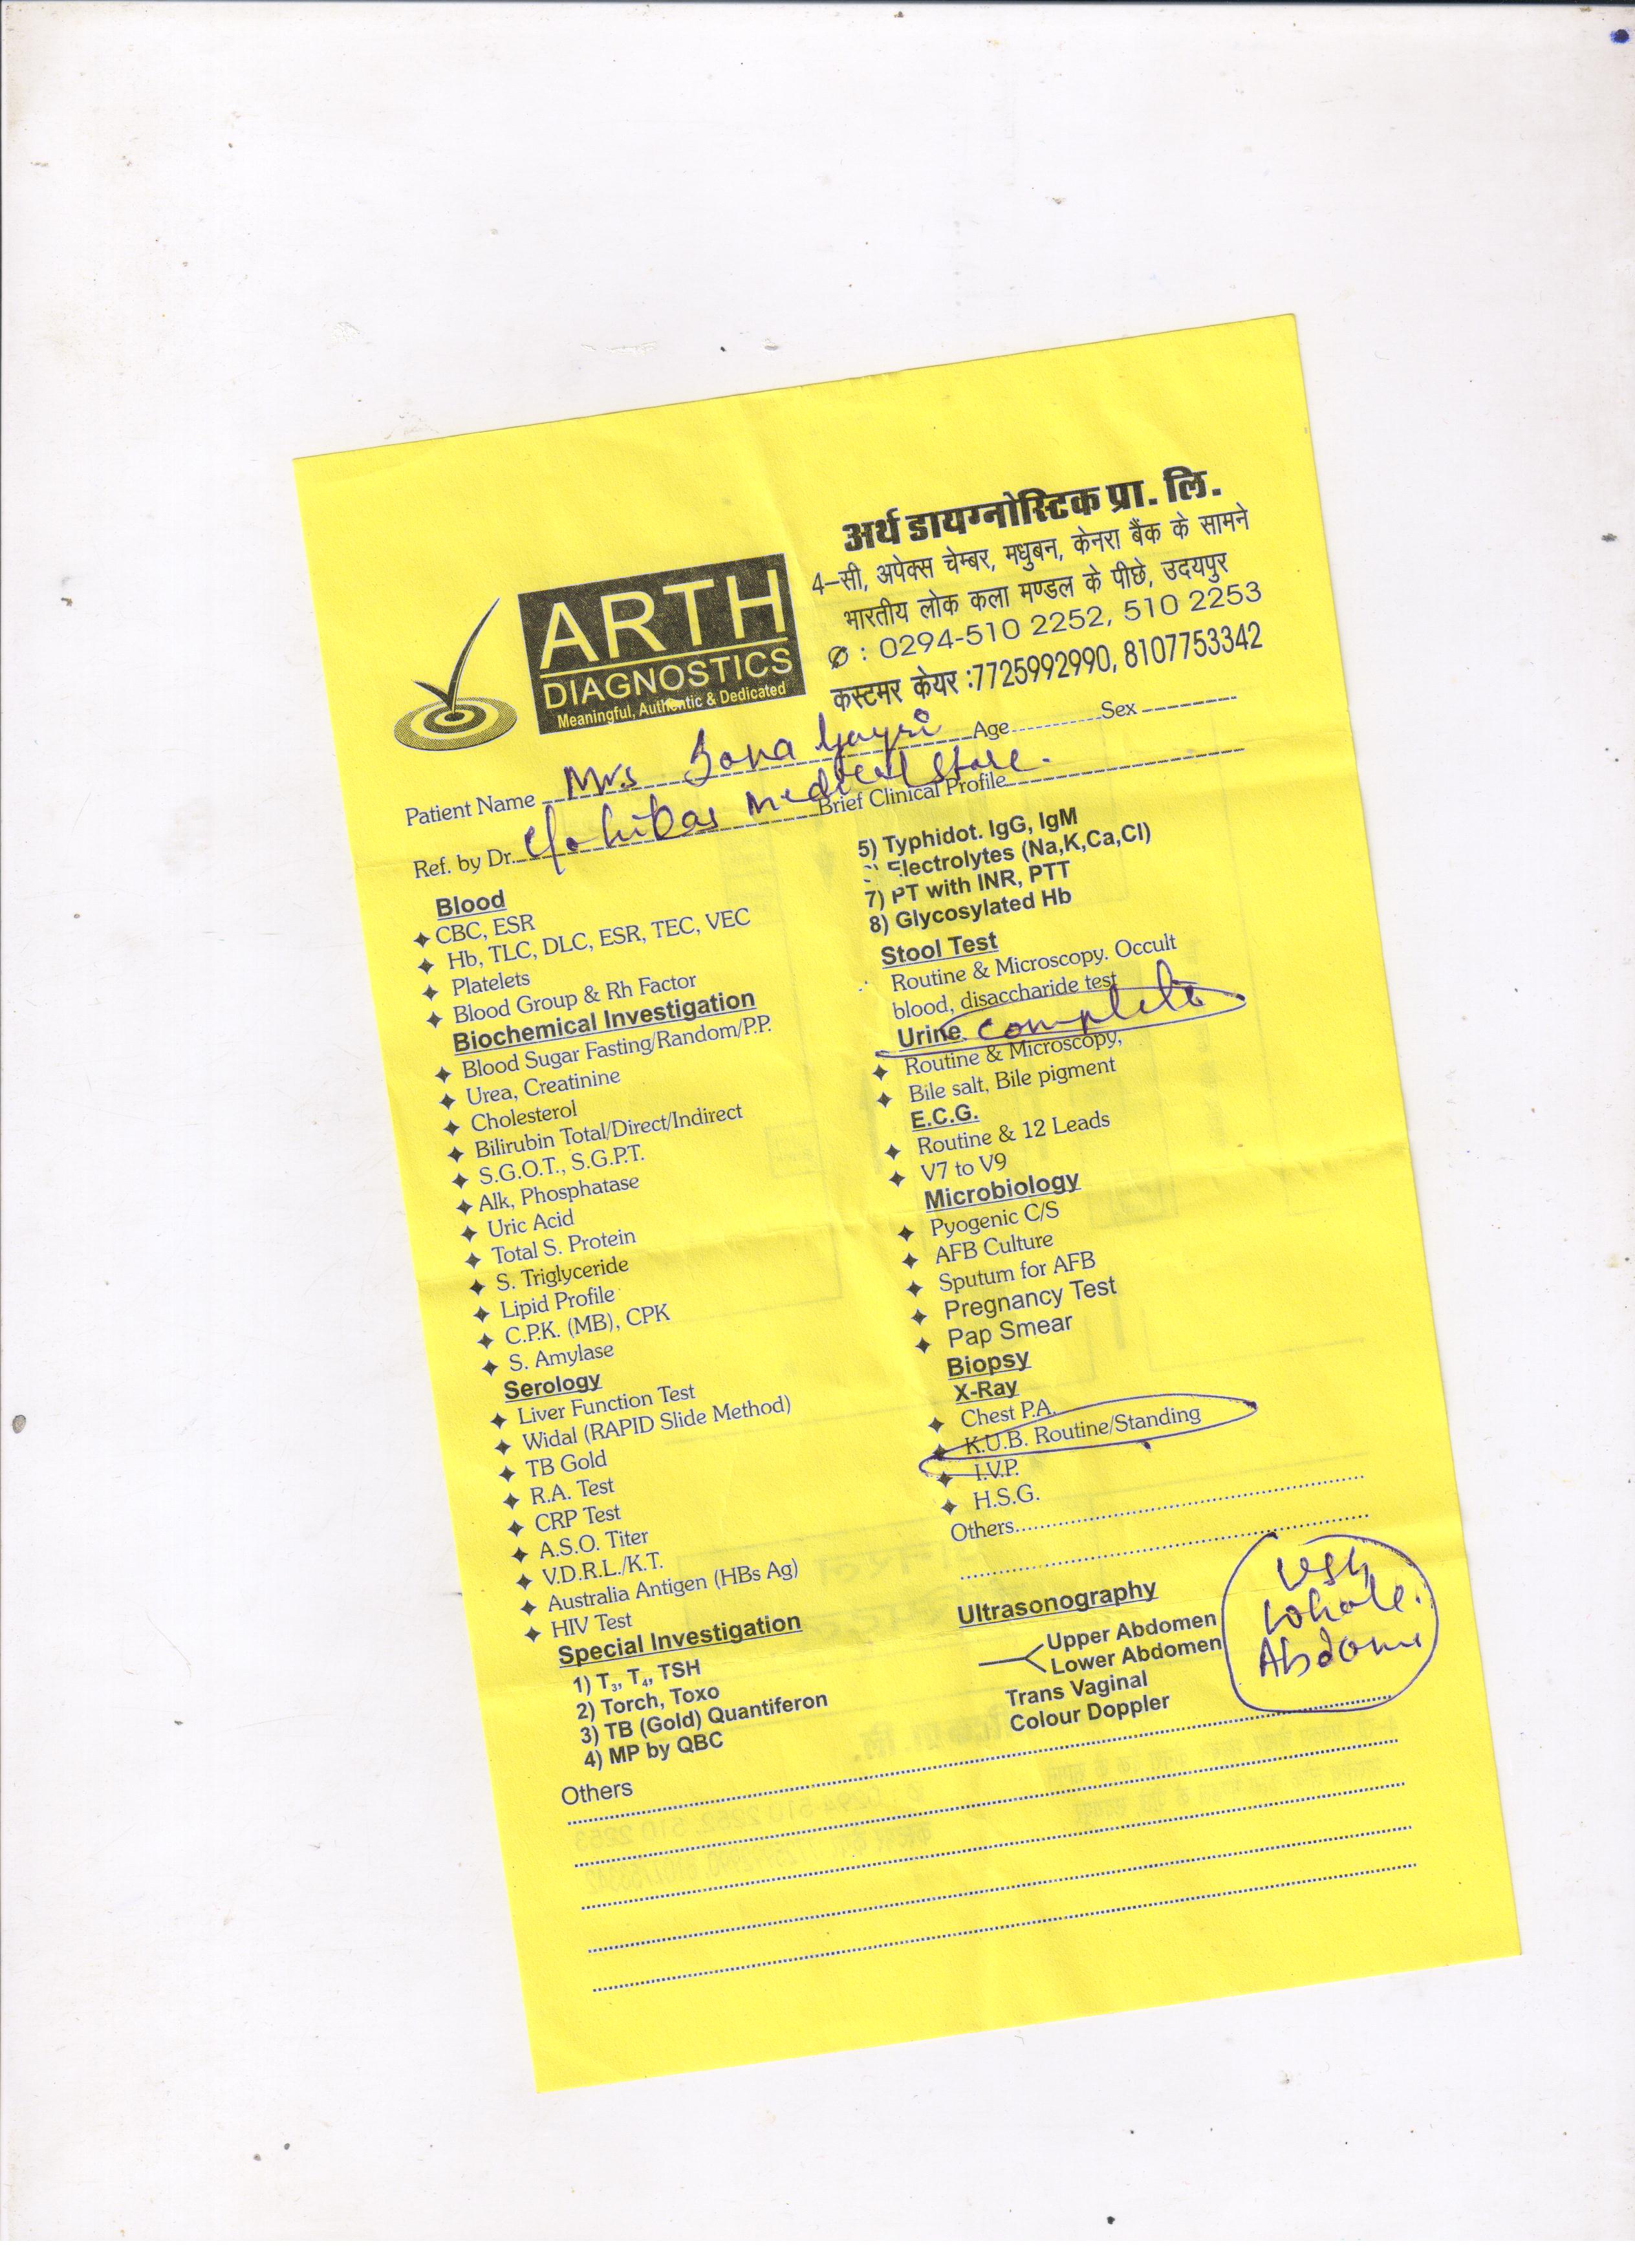 अर्थ डायग्नोस्टिक प्रा. लि.
4-सी, अपेक्स चेम्बर, मधुबन, केनरा बैंक के सामने
भारतीय लोक कला मण्डल के पीछे, उदयपुर
: 0294-510 2252, 510 2253
कस्टमर केयर :7725992990, 8107753342
ARTH
DIAGNOSTICS
Meaningful, Authentic & Dedicated
Patient Name Mrs Age Sex
Ref. by Dr. Medical Store. Brief Clinical Profile
Blood
CBC, ESR
Hb, TLC, DLC, ESR, TEC, VEC
Platelets
Blood Group & Rh Factor
Biochemical Investigation
Blood Sugar Fasting/Random/P.P.
Urea, Creatinine
Cholesterol
Bilirubin Total/Direct/Indirect
S.G.O.T., S.G.P.T.
Alk, Phosphatase
Uric Acid
Total S. Protein
S. Triglyceride
Lipid Profile
C.P.K. (MB), CPK
S. Amylase
Serology
Liver Function Test
Widal (RAPID Slide Method)
TB Gold
R.A. Test
CRP Test
A.S.O. Titer
V.D.R.L./K.T.
Australia Antigen (HBs Ag)
HIV Test
Special Investigation
1) T3, T4, TSH
2) Torch, Toxo
3) TB (Gold) Quantiferon
4) MP by QBC
5) Typhidot. IgG, IgM
Electrolytes (Na,K,Ca,Cl)
7) PT with INR, PTT
8) Glycosylated Hb
Stool Test
Routine & Microscopy. Occult
blood, disaccharide test
Urine complete
Routine & Microscopy,
Bile salt, Bile pigment
E.C.G.
Routine & 12 Leads
V7 to V9
Microbiology
Pyogenic C/S
AFB Culture
Sputum for AFB
Pregnancy Test
Pap Smear
Biopsy
X-Ray
Chest P.A.
K.U.B. Routine/Standing
I.V.P.
H.S.G.
Others
Ultrasonography
Upper Abdomen
Lower Abdomen
Trans Vaginal
Colour Doppler
whole
Abdome
Others